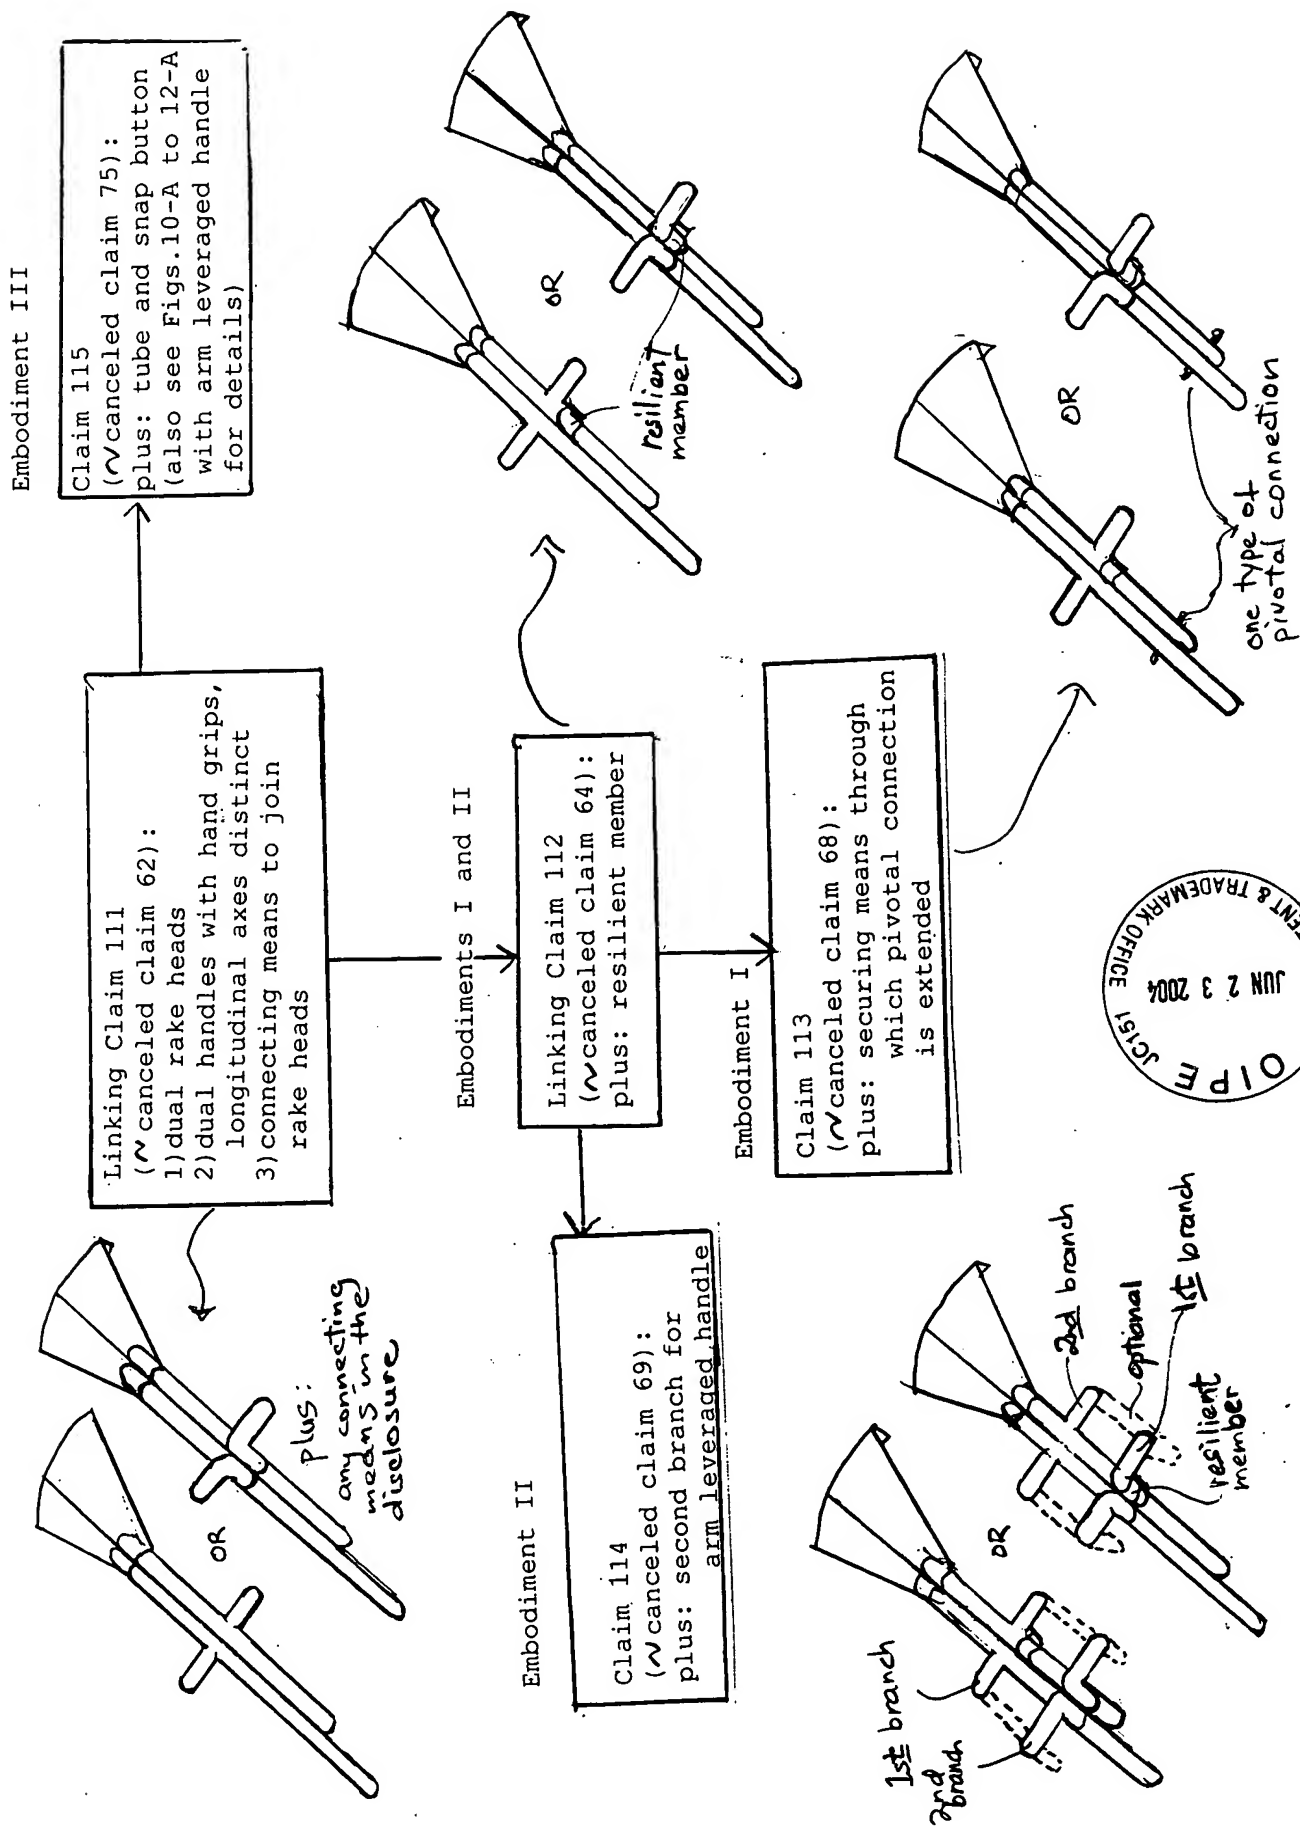 Embodiment III
Claim 115
(~canceled claim 75):
plus: tube and snap button
(also see Figs.10-A to 12-A
with arm leveraged handle
for details)
Linking Claim 111
(~canceled claim 62):
1)dual rake heads
2)dual handles with hand grips,
longitudinal axes distinct
3)connecting means to join
rake heads
OR
plus:
any connecting
means in the
disclosure
Embodiments I and II
Linking Claim 112
(~canceled claim 64):
plus: resilient member
OR
resilient
member
Embodiment II
Claim 114
(~canceled claim 69):
plus: second branch for
arm leveraged handle
Embodiment I
Claim 113
(~canceled claim 68):
plus: securing means through
which pivotal connection
is extended
OR
one type of
pivotal connection
1st branch
2nd
branch
OR
2nd branch
optional
1st branch
resilient
member
OIPE JC151
JUN 23 2004
ENT & TRADEMARK OFFICE